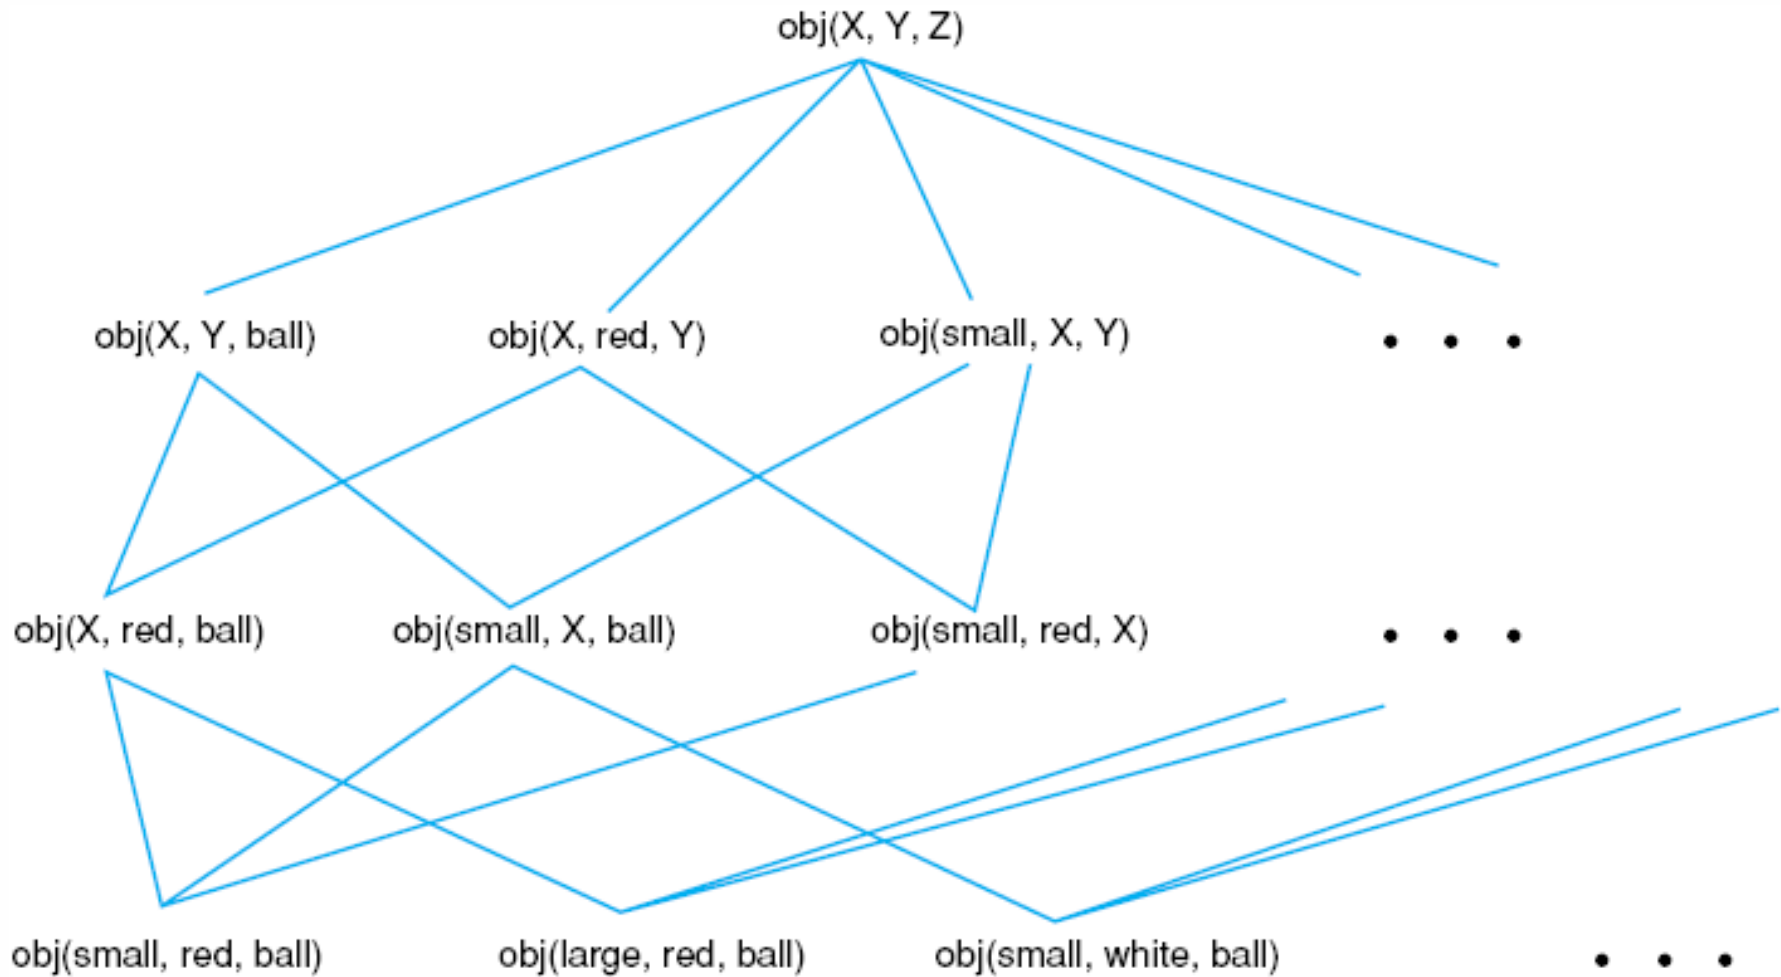 obj(X, Y, Z)
obj(X, Y, ball)
obj(X, red, Y)
obj(small, X, Y)
• • •
obj(X, red, ball)
obj(small, X, ball)
obj(small, red, X)
• • •
obj(small, red, ball)
obj(large, red, ball)
obj(small, white, ball)
• • •